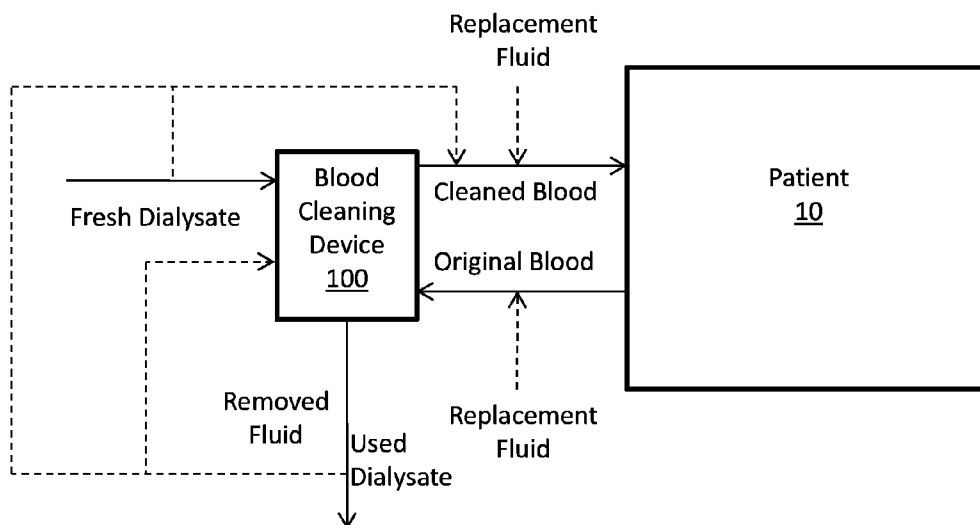 Replacement
Fluid
Fresh Dialysate
Blood
Cleaning
Device
100
Cleaned Blood
Original Blood
Patient
10
Removed
Fluid
Used
Dialysate
Replacement
Fluid